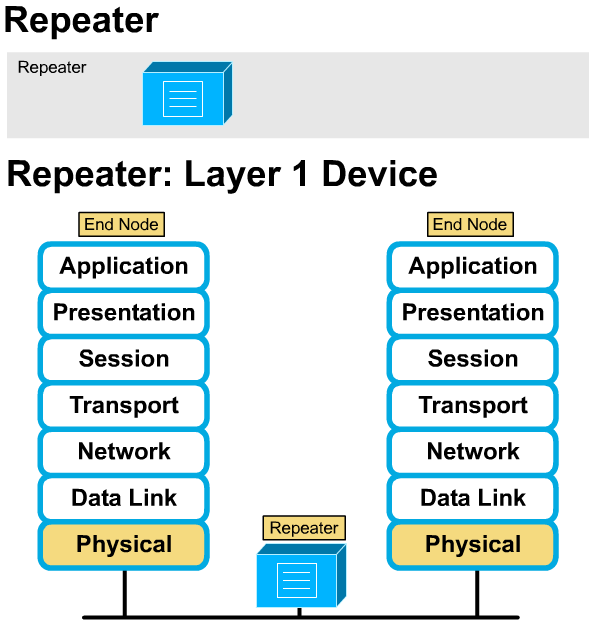 Repeater
Repeater
Repeater: Layer 1 Device
End Node
Application
Presentation
Session
Transport
Network
Data Link
Physical
End Node
Application
Presentation
Session
Transport
Network
Data Link
Physical
Repeater